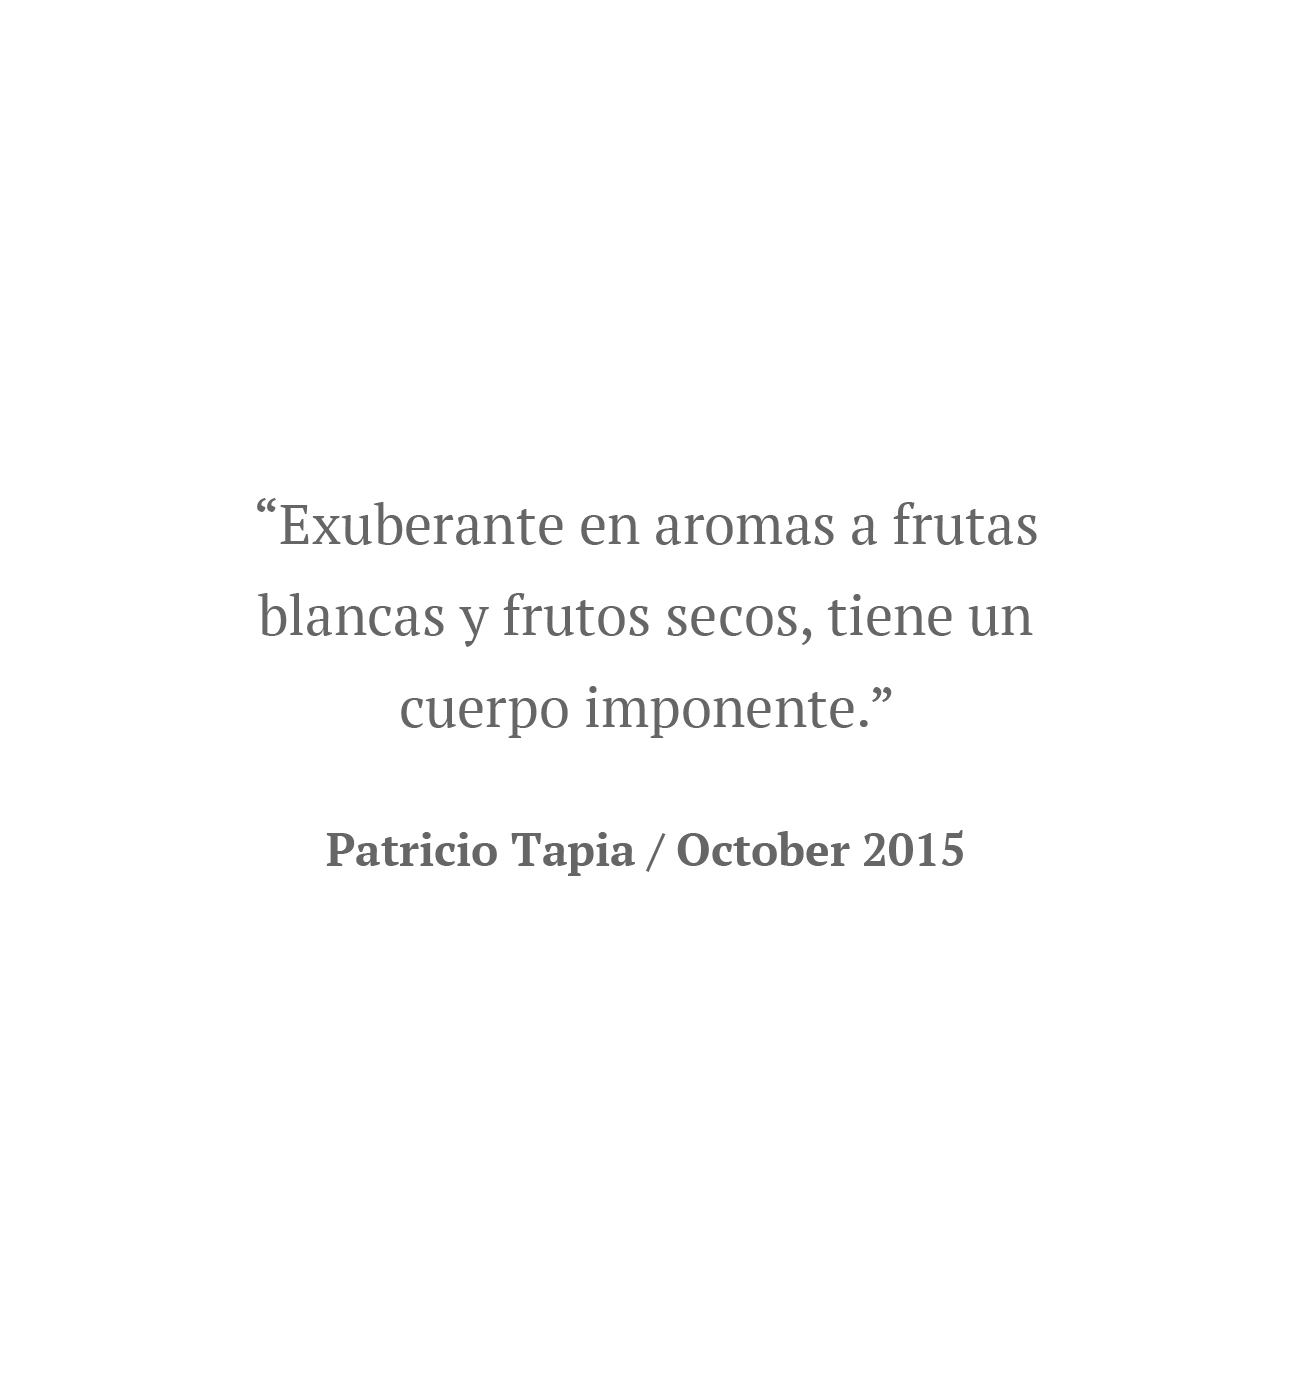 “Exuberante en aromas a frutas
blancas y frutos secos, tiene un
cuerpo imponente.”
Patricio Tapia / October 2015